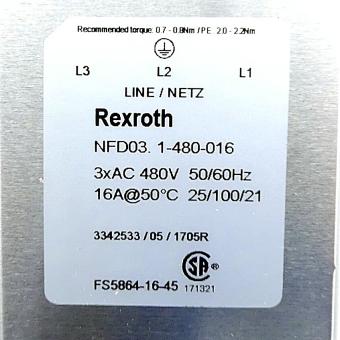 Recommended torque: 0.7 - 0.8Nm / PE 2.0 - 2.2Nm
L3 L2 L1
LINE / NETZ
Rexroth
NFD03. 1-480-016
3xAC 480V 50/60Hz
16A@50°C 25/100/21
3342533 / 05 / 1705R
SA
FS5864-16-45 171321